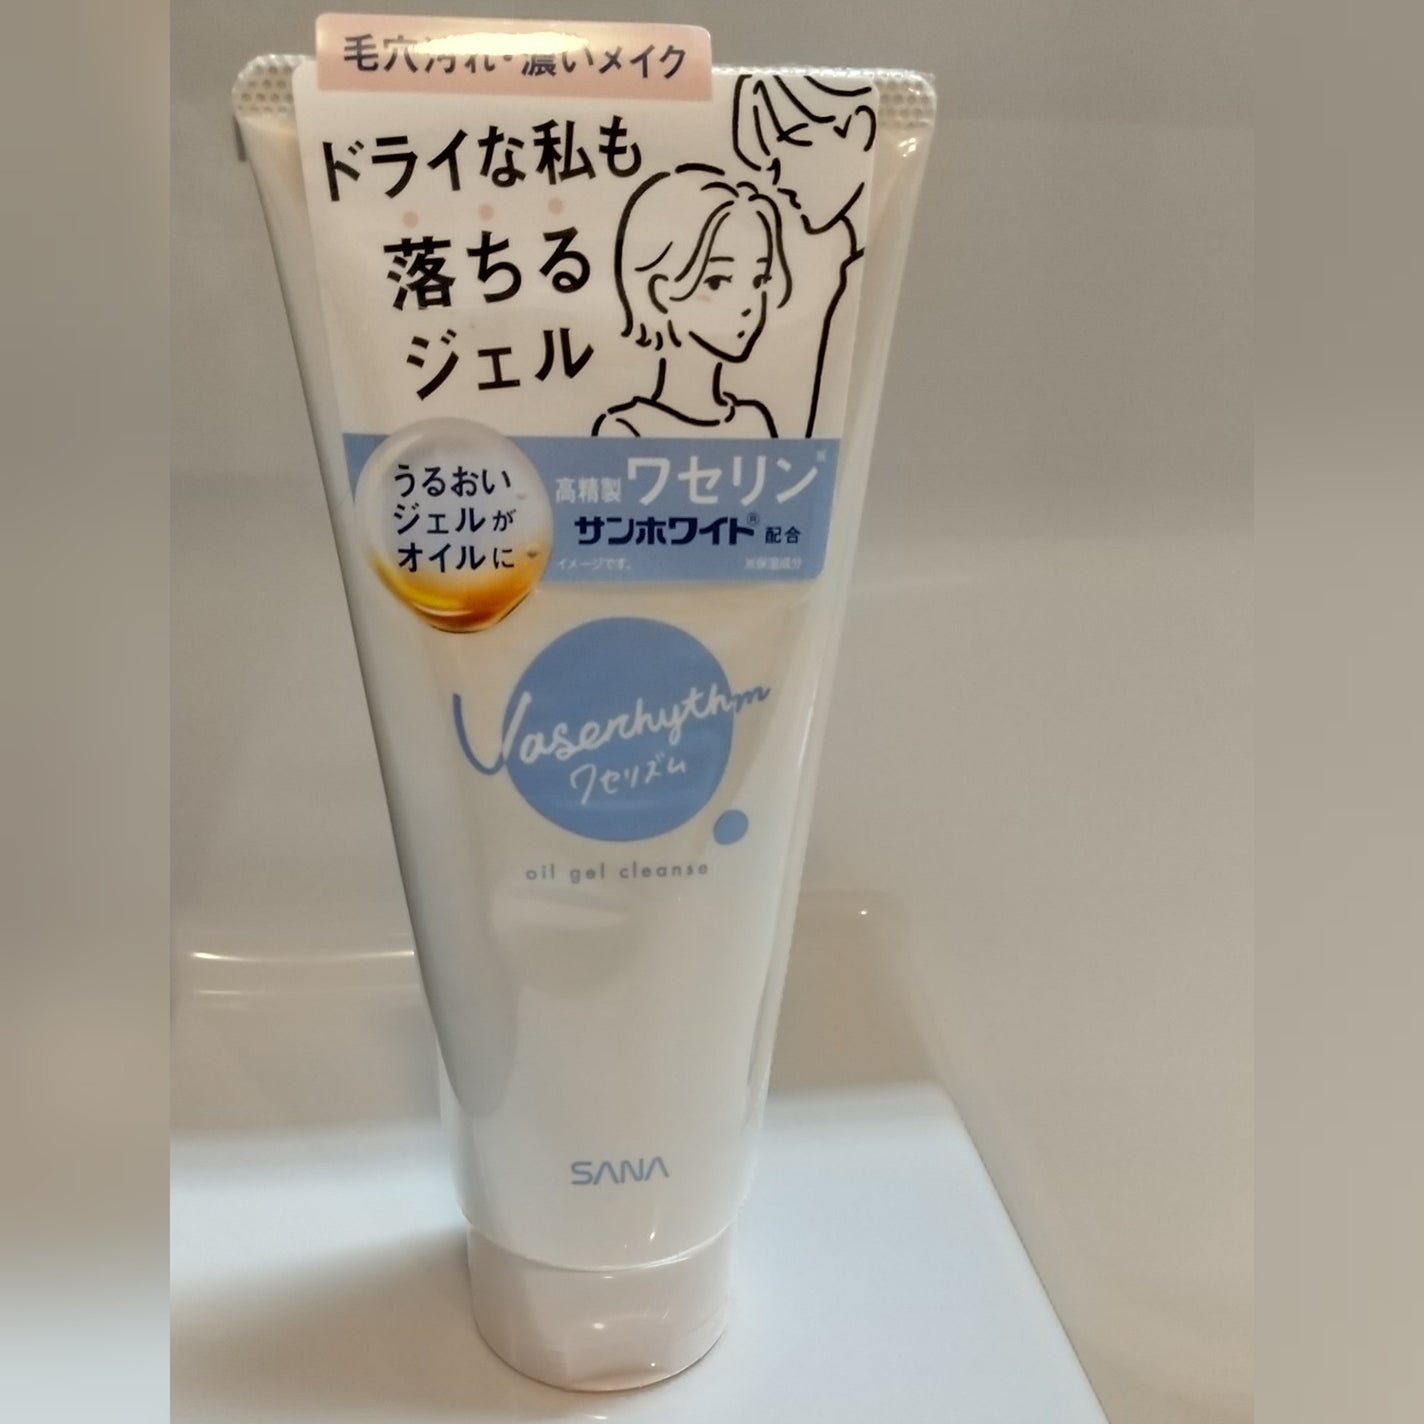 毛穴汚れ・濃いメイク
ドライな私も
落ちる
ジェル
うるおい
ジェルが
オイルに
高精製ワセリン※
サンホワイト®配合
イメージです。 ※保湿成分
Vaserhythm
ワセリズム
oil gel cleanse
SANA